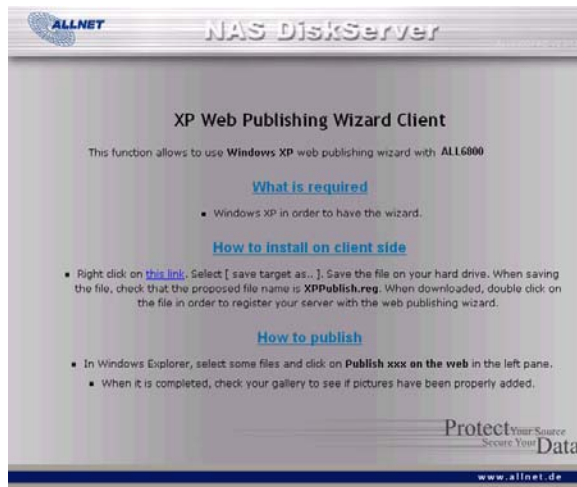 ALLNET
NAS DiskServer
XP Web Publishing Wizard Client
This function allows to use Windows XP web publishing wizard with ALL6800
What is required
▪ Windows XP in order to have the wizard.
How to install on client side
▪ Right click on this link. Select [ save target as.. ]. Save the file on your hard drive. When saving
the file, check that the proposed file name is XPPublish.reg. When downloaded, double click on
the file in order to register your server with the web publishing wizard.
How to publish
▪ In Windows Explorer, select some files and click on Publish xxx on the web in the left pane.
▪ When it is completed, check your gallery to see if pictures have been properly added.
Protect Your Source
Secure Your Data
www.allnet.de